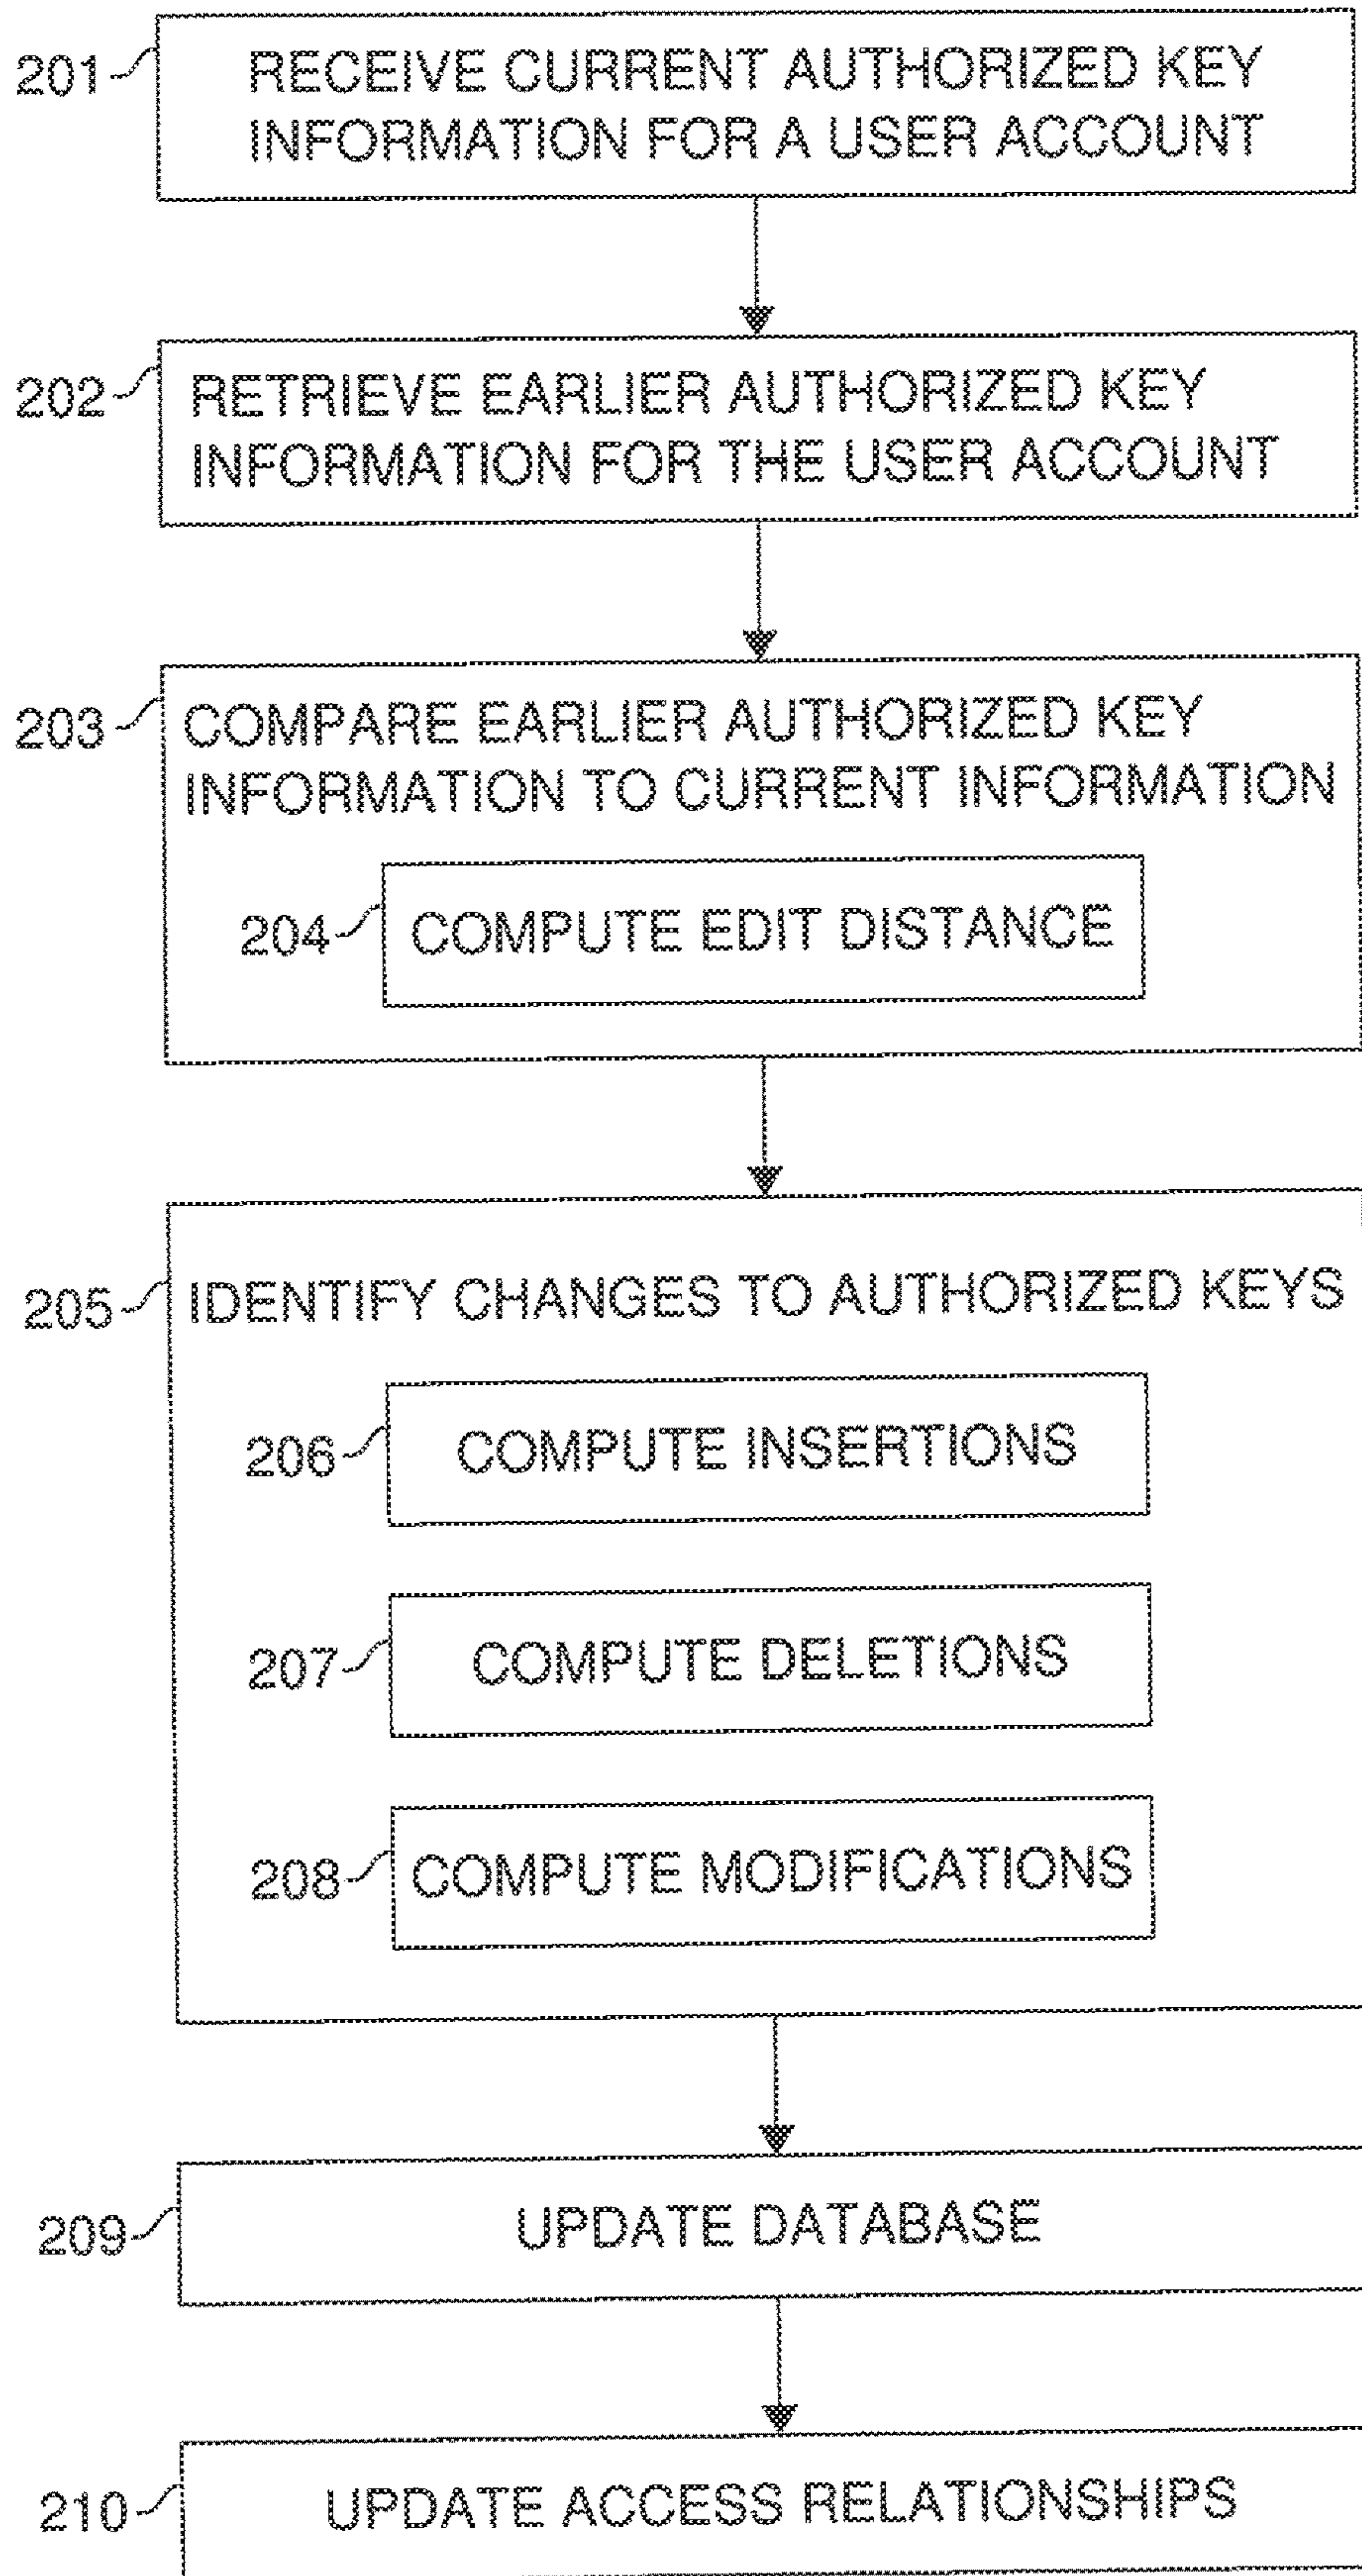 201
RECEIVE CURRENT AUTHORIZED KEY
INFORMATION FOR A USER ACCOUNT
202
RETRIEVE EARLIER AUTHORIZED KEY
INFORMATION FOR THE USER ACCOUNT
203
COMPARE EARLIER AUTHORIZED KEY
INFORMATION TO CURRENT INFORMATION
204
COMPUTE EDIT DISTANCE
205
IDENTIFY CHANGES TO AUTHORIZED KEYS
206
COMPUTE INSERTIONS
207
COMPUTE DELETIONS
208
COMPUTE MODIFICATIONS
209
UPDATE DATABASE
210
UPDATE ACCESS RELATIONSHIPS